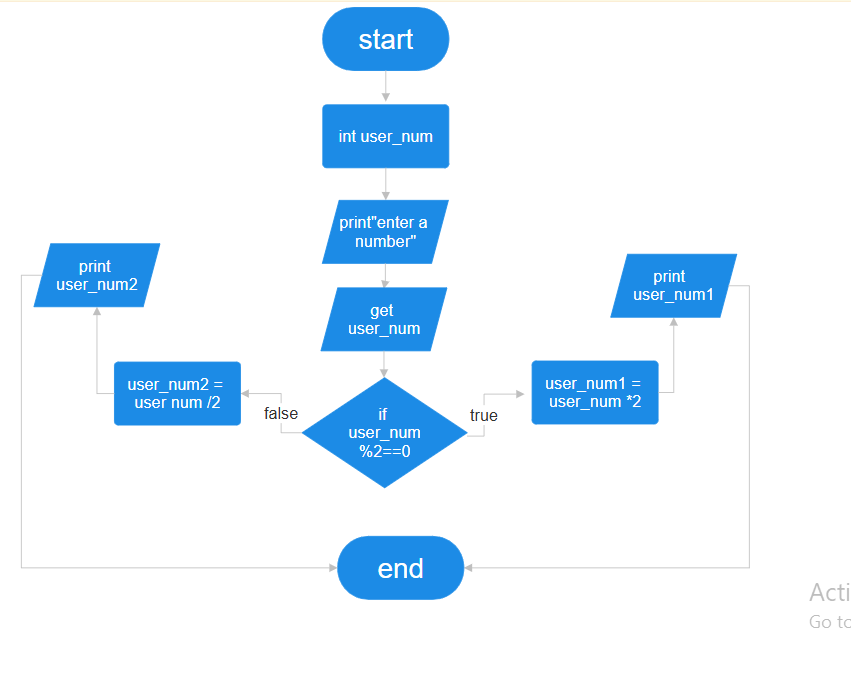 start
int user_num
print"enter a
number"
get
user_num
if
user_num
%2==0
false
user_num2 =
user num /2
print
user_num2
true
user_num1 =
user_num *2
print
user_num1
end
Acti
Go to